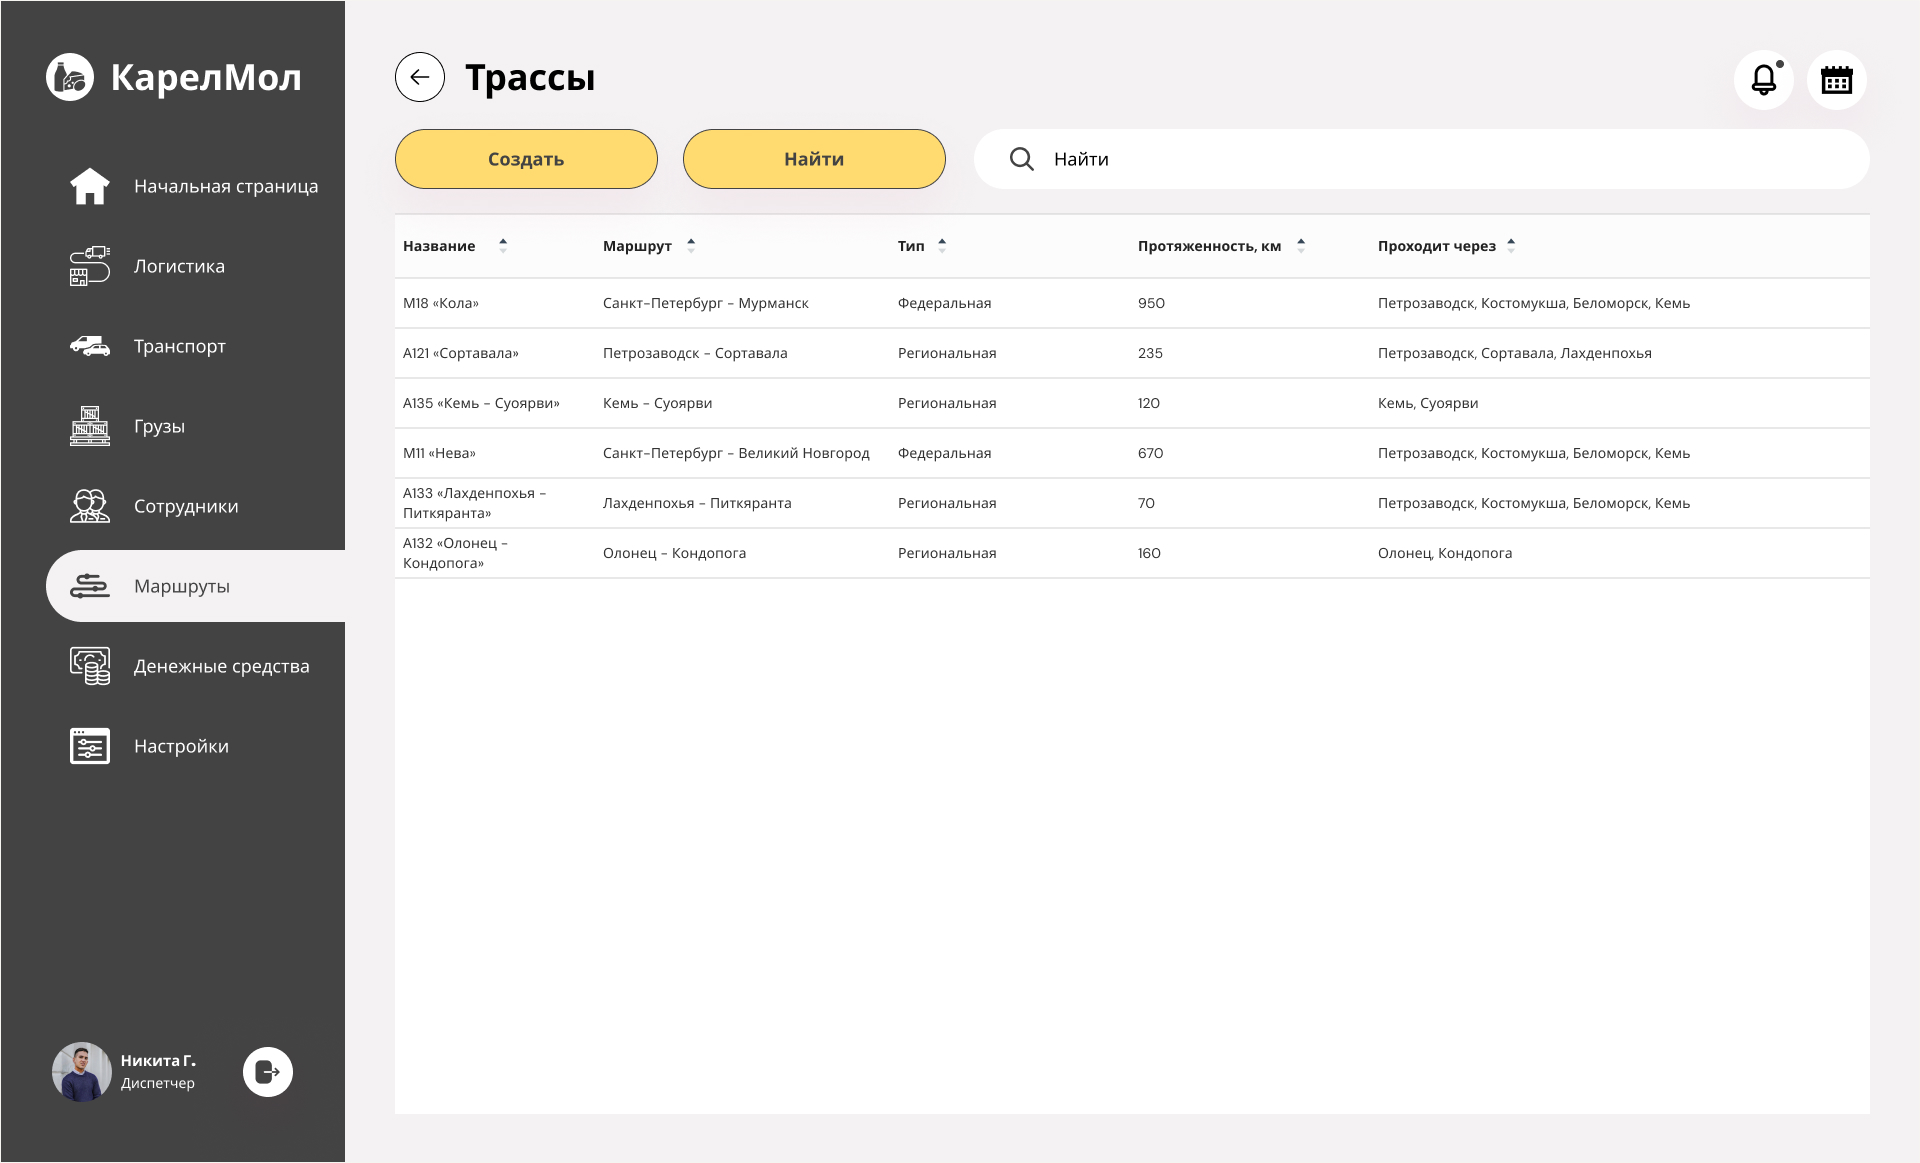 КарелМол
Начальная страница
Логистика
Транспорт
Грузы
Сотрудники
Маршруты
Денежные средства
Настройки
Никита Г.
Диспетчер
Трассы
Создать
Найти
Найти
Название Маршрут Тип Протяженность, км Проходит через
М18 «Кола» Санкт-Петербург - Мурманск Федеральная 950 Петрозаводск, Костомукша, Беломорск, Кемь
А121 «Сортавала» Петрозаводск - Сортавала Региональная 235 Петрозаводск, Сортавала, Лахденпохья
А135 «Кемь - Суоярви» Кемь - Суоярви Региональная 120 Кемь, Суоярви
М11 «Нева» Санкт-Петербург - Великий Новгород Федеральная 670 Петрозаводск, Костомукша, Беломорск, Кемь
А133 «Лахденпохья -
Питкяранта» Лахденпохья - Питкяранта Региональная 70 Петрозаводск, Костомукша, Беломорск, Кемь
А132 «Олонец -
Кондопога» Олонец - Кондопога Региональная 160 Олонец, Кондопога